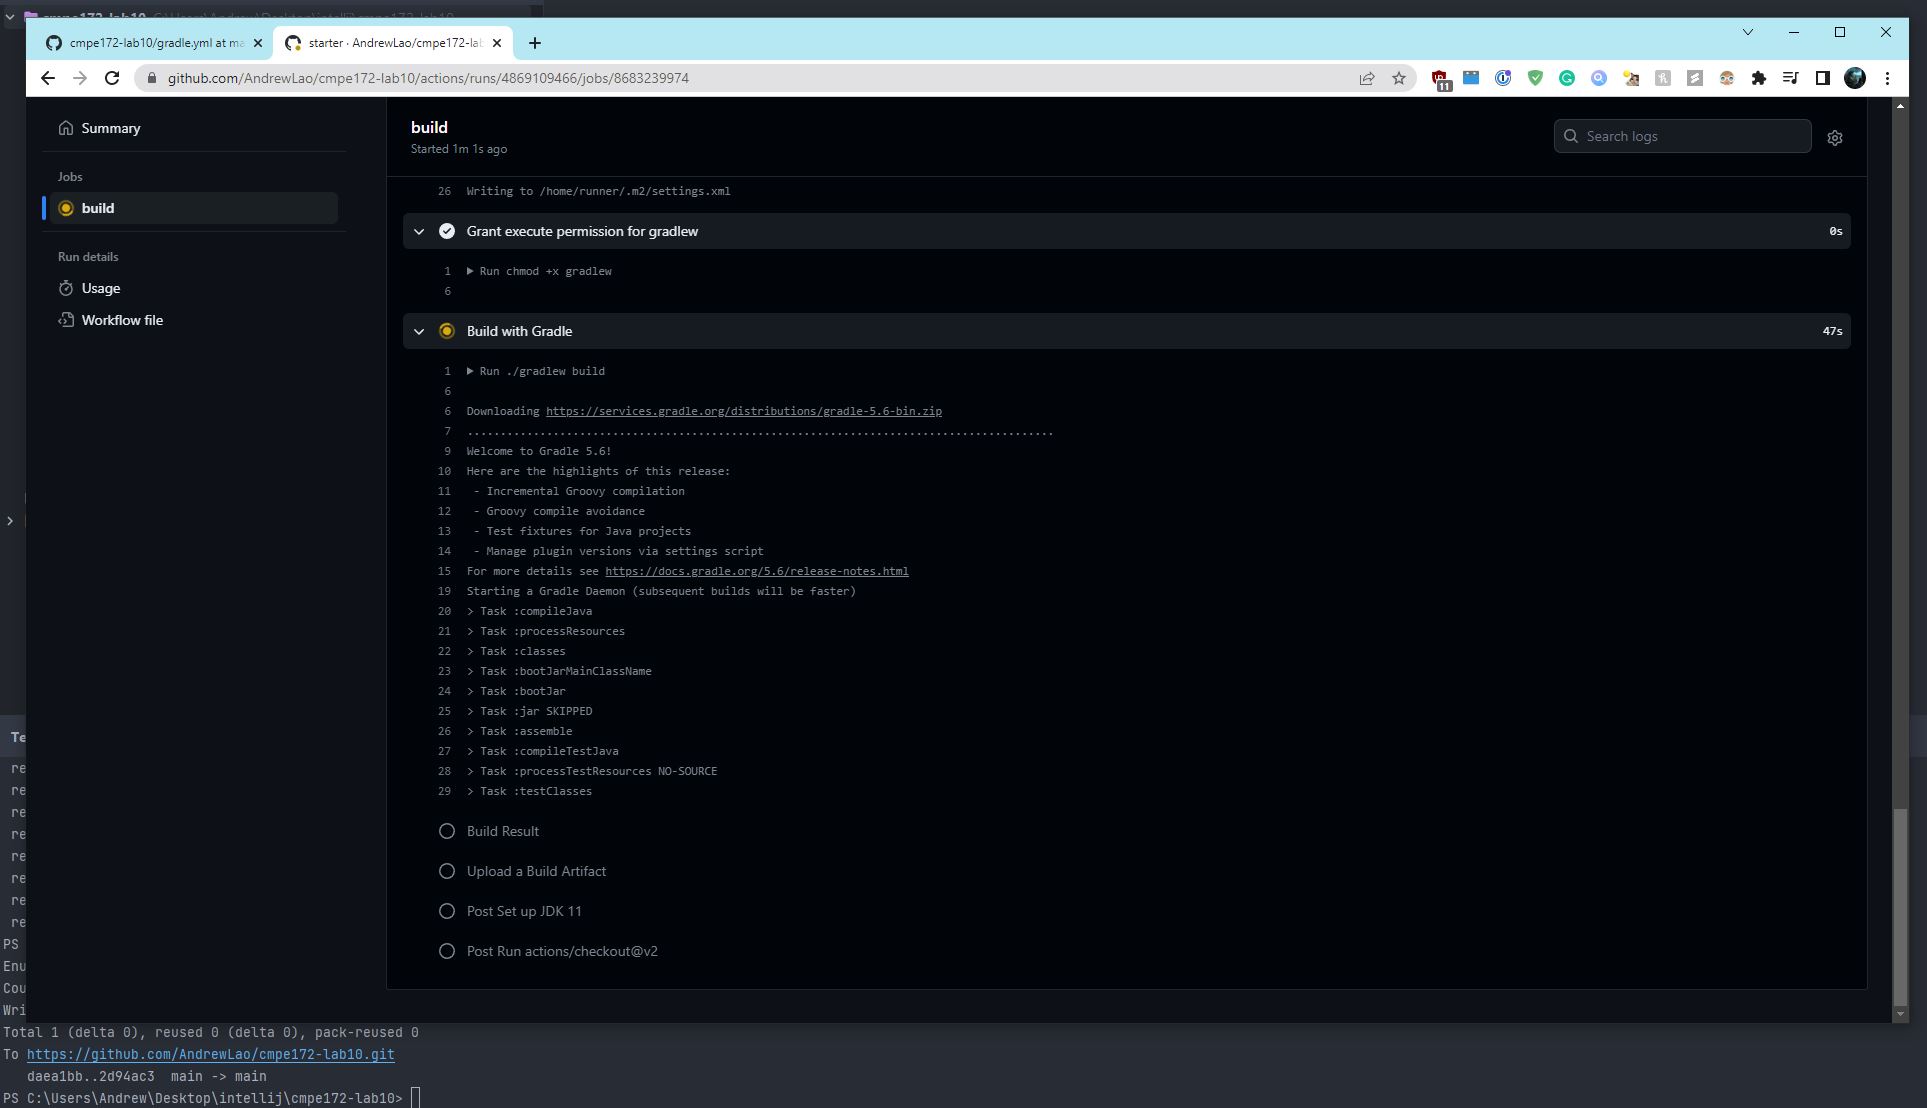 cmpe172-lab10 C:\Users\Andrew\Desktop\intellij\cmpe172-lab10
cmpe172-lab10/gradle.yml at ma
starter · AndrewLao/cmpe172-lab
github.com/AndrewLao/cmpe172-lab10/actions/runs/4869109466/jobs/8683239974
11
Summary
Jobs
build
Run details
Usage
Workflow file
build
Started 1m 1s ago
Search logs
26 Writing to /home/runner/.m2/settings.xml
Grant execute permission for gradlew 0s
1 Run chmod +x gradlew
6
Build with Gradle 47s
1 Run ./gradlew build
6
6 Downloading https://services.gradle.org/distributions/gradle-5.6-bin.zip
7 .........................................................................................
9 Welcome to Gradle 5.6!
10 Here are the highlights of this release:
11 - Incremental Groovy compilation
12 - Groovy compile avoidance
13 - Test fixtures for Java projects
14 - Manage plugin versions via settings script
15 For more details see https://docs.gradle.org/5.6/release-notes.html
19 Starting a Gradle Daemon (subsequent builds will be faster)
20 > Task :compileJava
21 > Task :processResources
22 > Task :classes
23 > Task :bootJarMainClassName
24 > Task :bootJar
25 > Task :jar SKIPPED
26 > Task :assemble
27 > Task :compileTestJava
28 > Task :processTestResources NO-SOURCE
29 > Task :testClasses
Build Result
Upload a Build Artifact
Post Set up JDK 11
Post Run actions/checkout@v2
Te
re
re
re
re
re
re
re
re
PS
Enu
Cou
Wri
Total 1 (delta 0), reused 0 (delta 0), pack-reused 0
To https://github.com/AndrewLao/cmpe172-lab10.git
daea1bb..2d94ac3 main -> main
PS C:\Users\Andrew\Desktop\intellij\cmpe172-lab10>